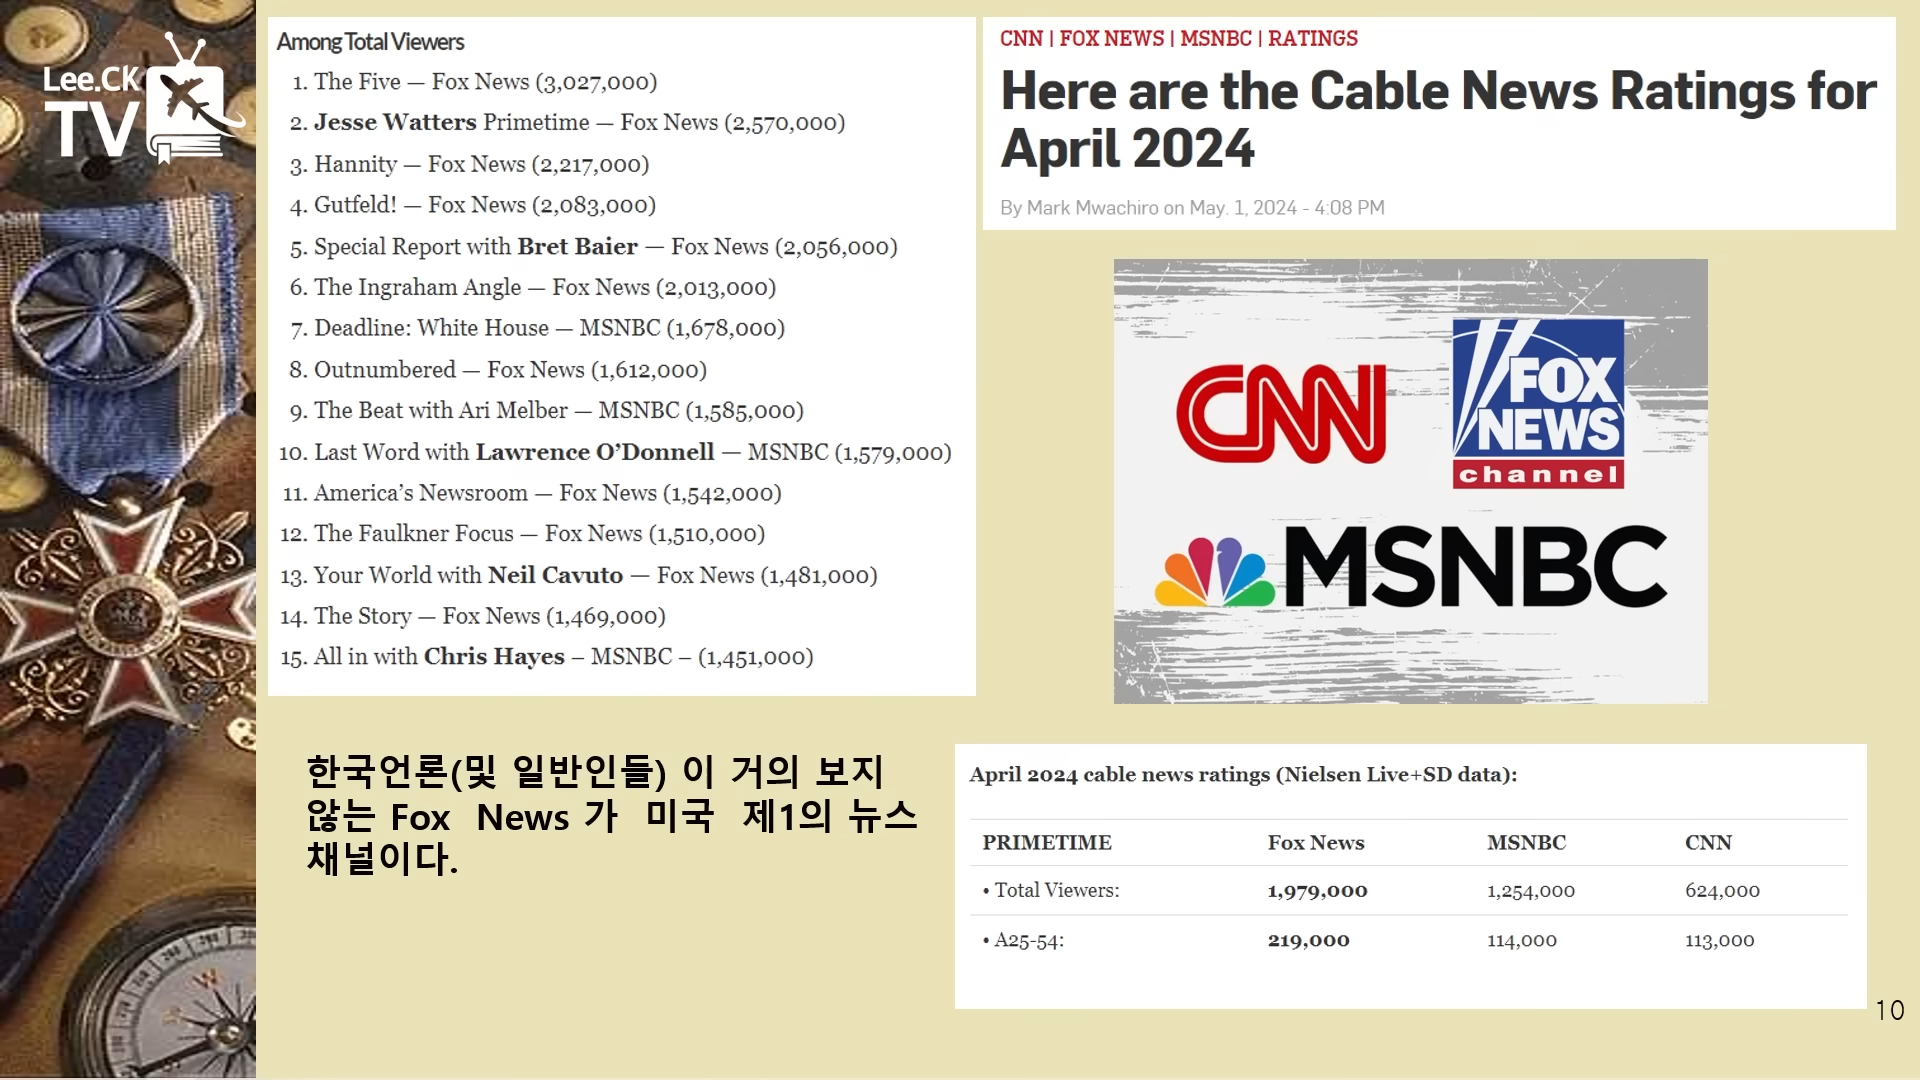 Lee.CK
TV
Among Total Viewers
1. The Five — Fox News (3,027,000)
2. Jesse Watters Primetime — Fox News (2,570,000)
3. Hannity — Fox News (2,217,000)
4. Gutfeld! — Fox News (2,083,000)
5. Special Report with Bret Baier — Fox News (2,056,000)
6. The Ingraham Angle — Fox News (2,013,000)
7. Deadline: White House — MSNBC (1,678,000)
8. Outnumbered — Fox News (1,612,000)
9. The Beat with Ari Melber — MSNBC (1,585,000)
10. Last Word with Lawrence O’Donnell — MSNBC (1,579,000)
11. America’s Newsroom — Fox News (1,542,000)
12. The Faulkner Focus — Fox News (1,510,000)
13. Your World with Neil Cavuto — Fox News (1,481,000)
14. The Story — Fox News (1,469,000)
15. All in with Chris Hayes – MSNBC – (1,451,000)
CNN | FOX NEWS | MSNBC | RATINGS
Here are the Cable News Ratings for
April 2024
By Mark Mwachiro on May. 1, 2024 - 4:08 PM
CNN
FOX
NEWS
channel
MSNBC
한국언론(및 일반인들) 이 거의 보지
않는 Fox News 가 미국 제1의 뉴스
채널이다.
April 2024 cable news ratings (Nielsen Live+SD data):
PRIMETIME Fox News MSNBC CNN
• Total Viewers: 1,979,000 1,254,000 624,000
• A25-54: 219,000 114,000 113,000
10